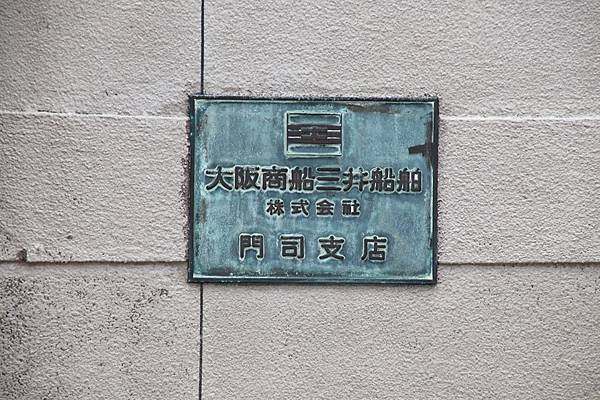 大阪商船三井船舶
株式会社
門司支店